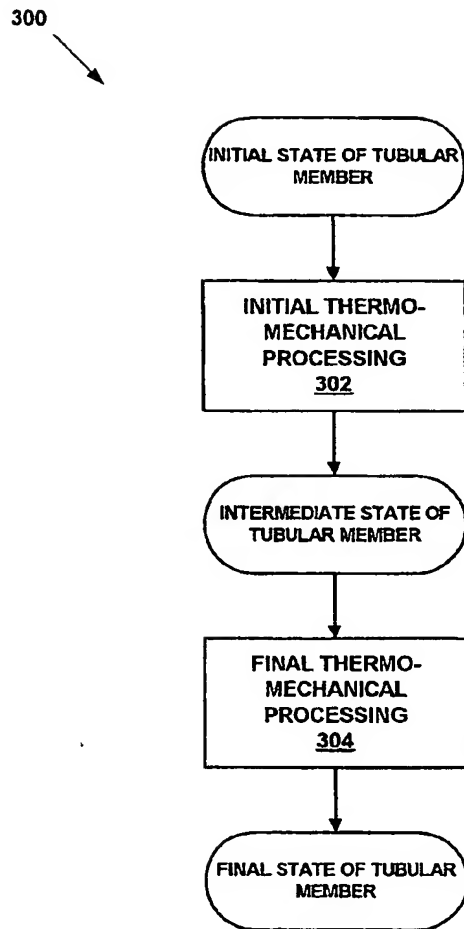 300
INITIAL STATE OF TUBULAR
MEMBER
INITIAL THERMO-
MECHANICAL
PROCESSING
302
INTERMEDIATE STATE OF
TUBULAR MEMBER
FINAL THERMO-
MECHANICAL
PROCESSING
304
FINAL STATE OF TUBULAR
MEMBER